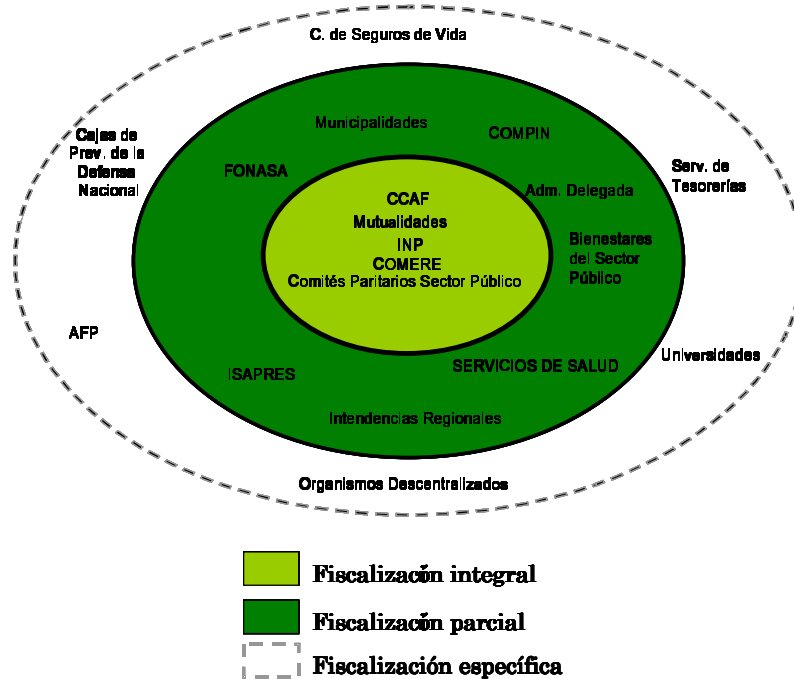 C. de Seguros de Vida
Municipalidades
COMPIN
Cajas de
Prev. de la
Defensa
Nacional
FONASA
Serv. de
Tesorerías
Adm. Delegada
CCAF
Mutualidades
INP
COMERE
Comités Paritarios Sector Público
Bienestares
del Sector
Público
AFP
Universidades
ISAPRES
SERVICIOS DE SALUD
Intendencias Regionales
Organismos Descentralizados
Fiscalización integral
Fiscalización parcial
Fiscalización específica